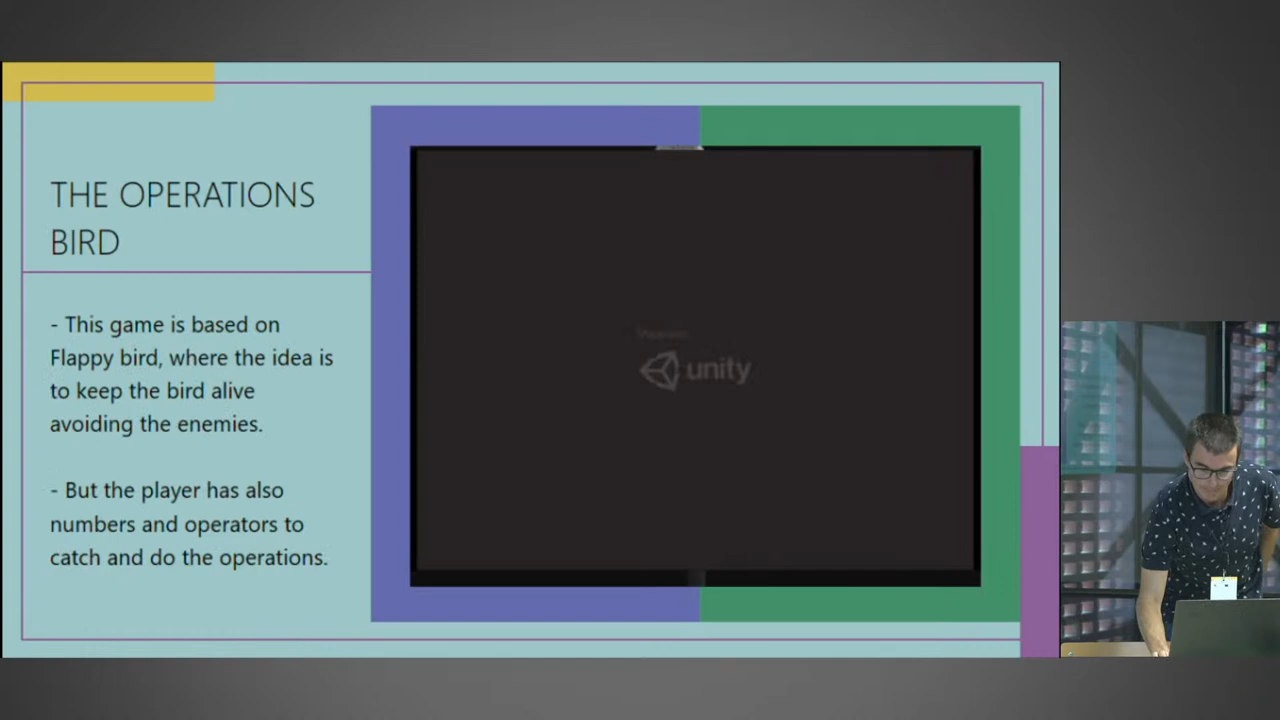 THE OPERATIONS
BIRD
- This game is based on
Flappy bird, where the idea is
to keep the bird alive
avoiding the enemies.
- But the player has also
numbers and operators to
catch and do the operations.
unity